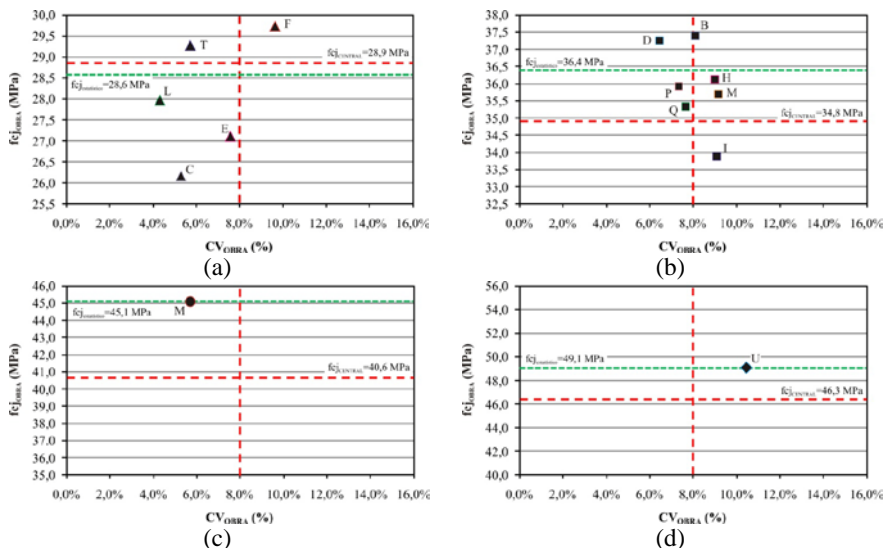 30,0
29,5
29,0
28,5
28,0
27,5
27,0
26,5
26,0
25,5
fcjOBRA (MPa)
F
T
fcjCENTRAL=28,9 MPa
=28,6 MPa
L
E
C
0,0% 2,0% 4,0% 6,0% 8,0% 10,0% 12,0% 14,0% 16,0%
CVOBRA (%)
(a)
38,0
37,5
37,0
36,5
36,0
35,5
35,0
34,5
34,0
33,5
33,0
32,5
fcjOBRA (MPa)
B
D
=36,4 MPa
H
P
M
Q
fcjCENTRAL=34,8 MPa
I
0,0% 2,0% 4,0% 6,0% 8,0% 10,0% 12,0% 14,0% 16,0%
CVOBRA (%)
(b)
46,0
45,0
44,0
43,0
42,0
41,0
40,0
39,0
38,0
37,0
36,0
35,0
fcjOBRA (MPa)
M
=45,1 MPa
fcjCENTRAL=40,6 MPa
0,0% 2,0% 4,0% 6,0% 8,0% 10,0% 12,0% 14,0% 16,0%
CVOBRA (%)
(c)
56,0
54,0
52,0
50,0
48,0
46,0
44,0
42,0
40,0
fcjOBRA (MPa)
U
=49,1 MPa
fcjCENTRAL=46,3 MPa
0,0% 2,0% 4,0% 6,0% 8,0% 10,0% 12,0% 14,0% 16,0%
CVOBRA (%)
(d)